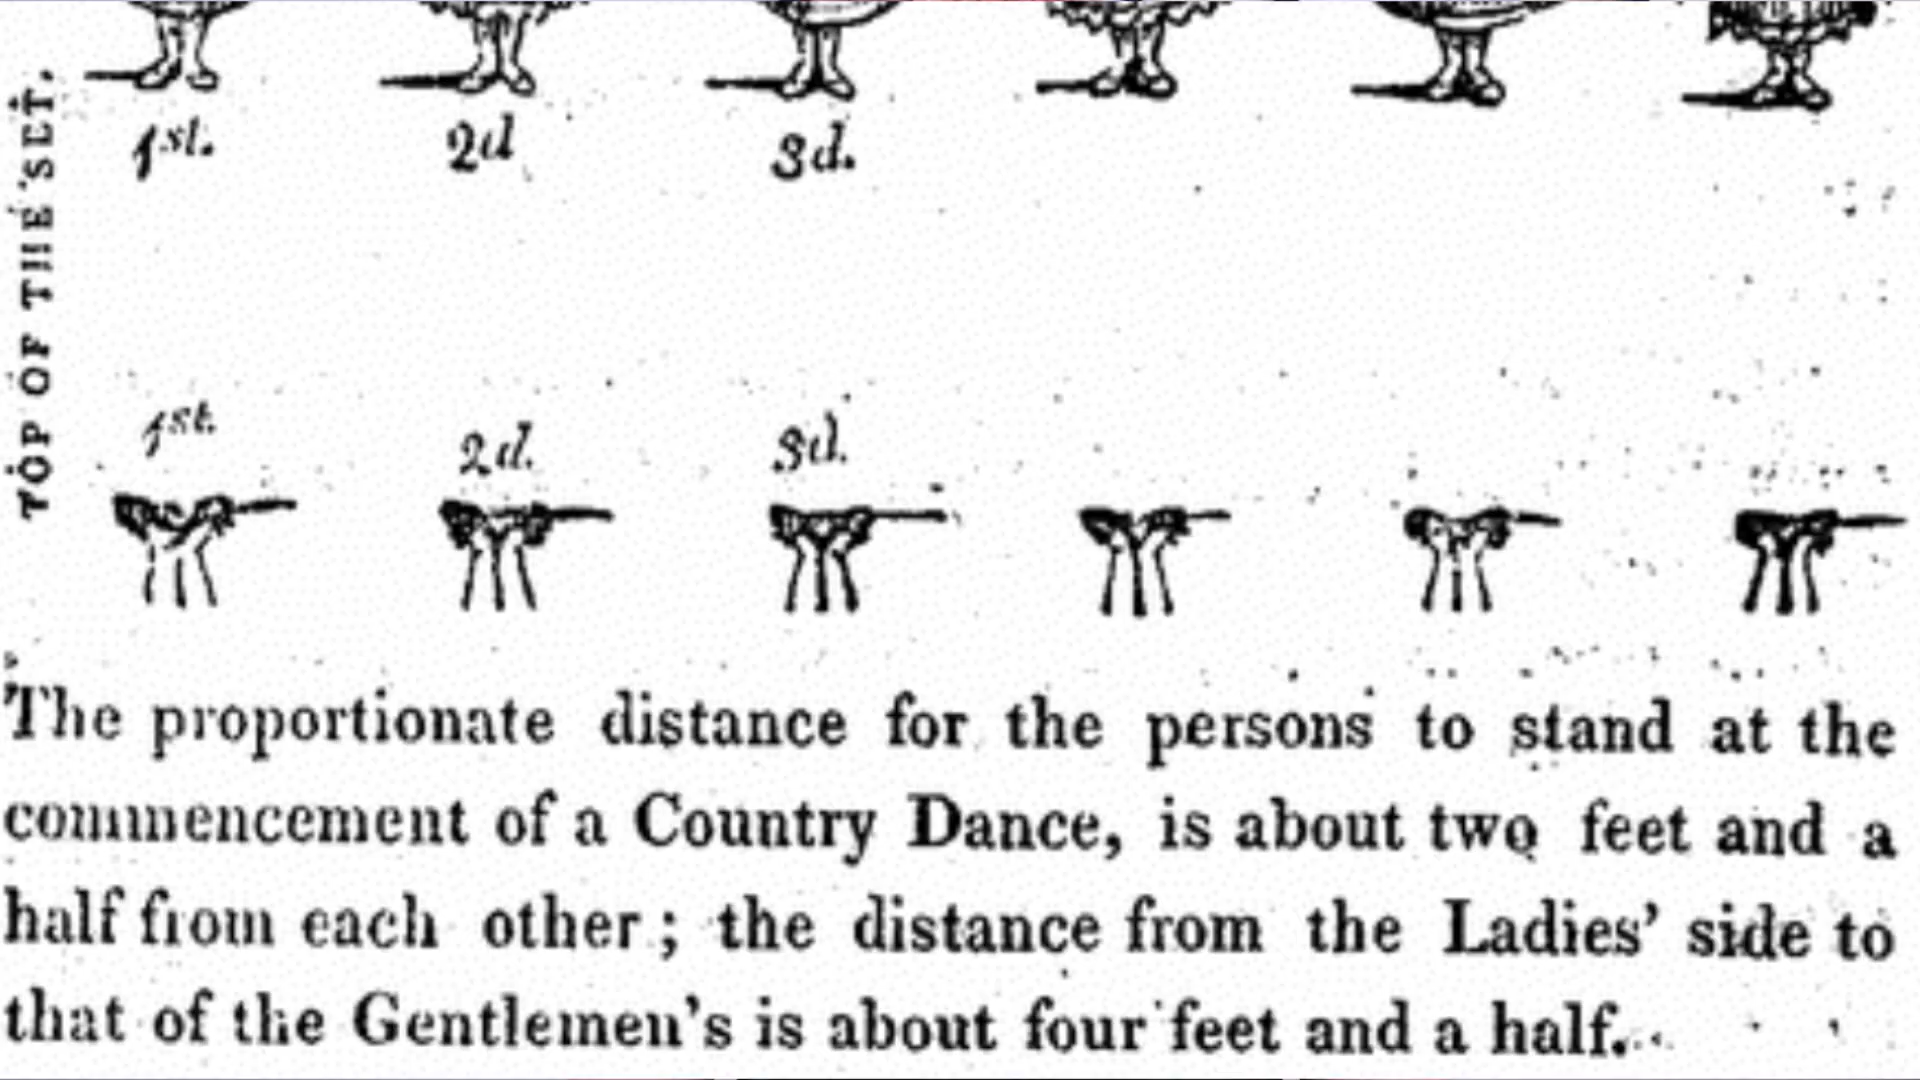 TOP OF THE SET.
1st. 2d 3d.
1st. 2d. 3d.
The proportionate distance for the persons to stand at the
commencement of a Country Dance, is about two feet and a
half from each other; the distance from the Ladies' side to
that of the Gentlemen's is about four feet and a half.